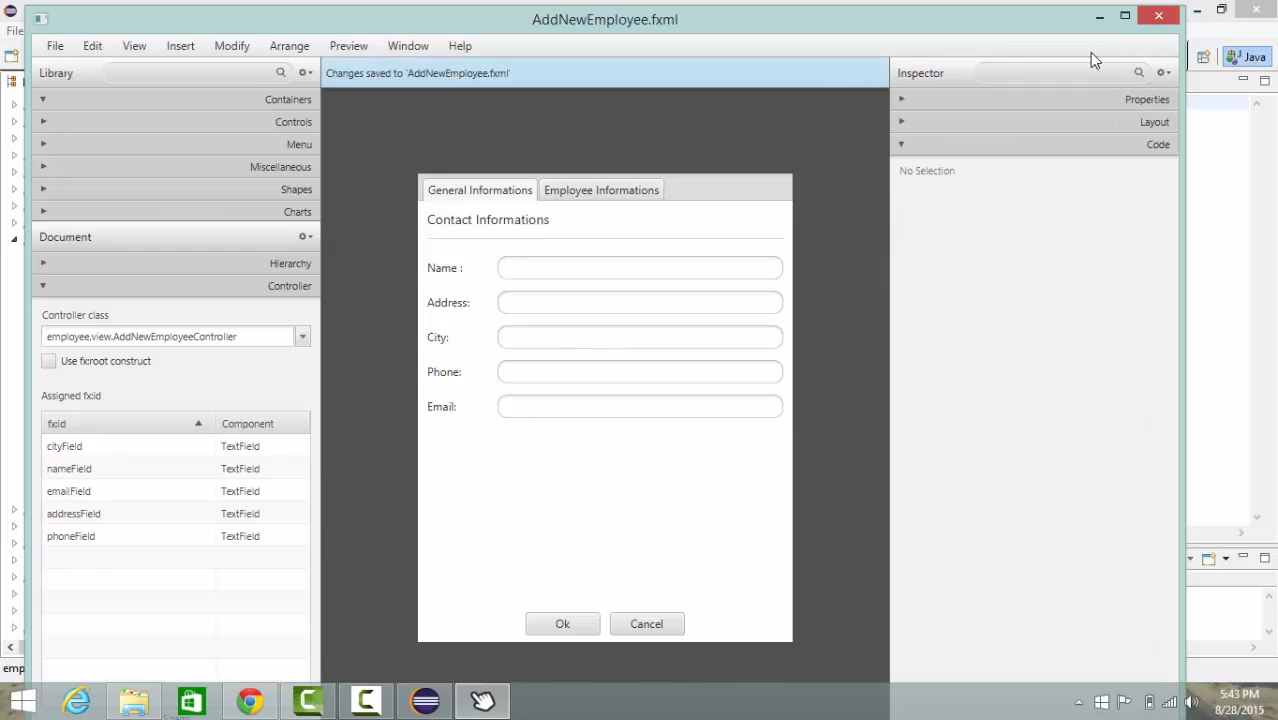 AddNewEmployee.fxml
File
File Edit View Insert Modify Arrange Preview Window Help
Java
Library
Changes saved to 'AddNewEmployee.fxml'
Inspector
Containers
Controls
Menu
Miscellaneous
Shapes
Charts
Properties
Layout
Code
No Selection
Document
Hierarchy
Controller
Controller class
employee.view.AddNewEmployeeController
Use fx:root construct
Assigned fx:id
fx:id Component
cityField TextField
nameField TextField
emailField TextField
addressField TextField
phoneField TextField
General Informations Employee Informations
Contact Informations
Name :
Address:
City:
Phone:
Email:
Ok Cancel
emp
5:43 PM
8/28/2015